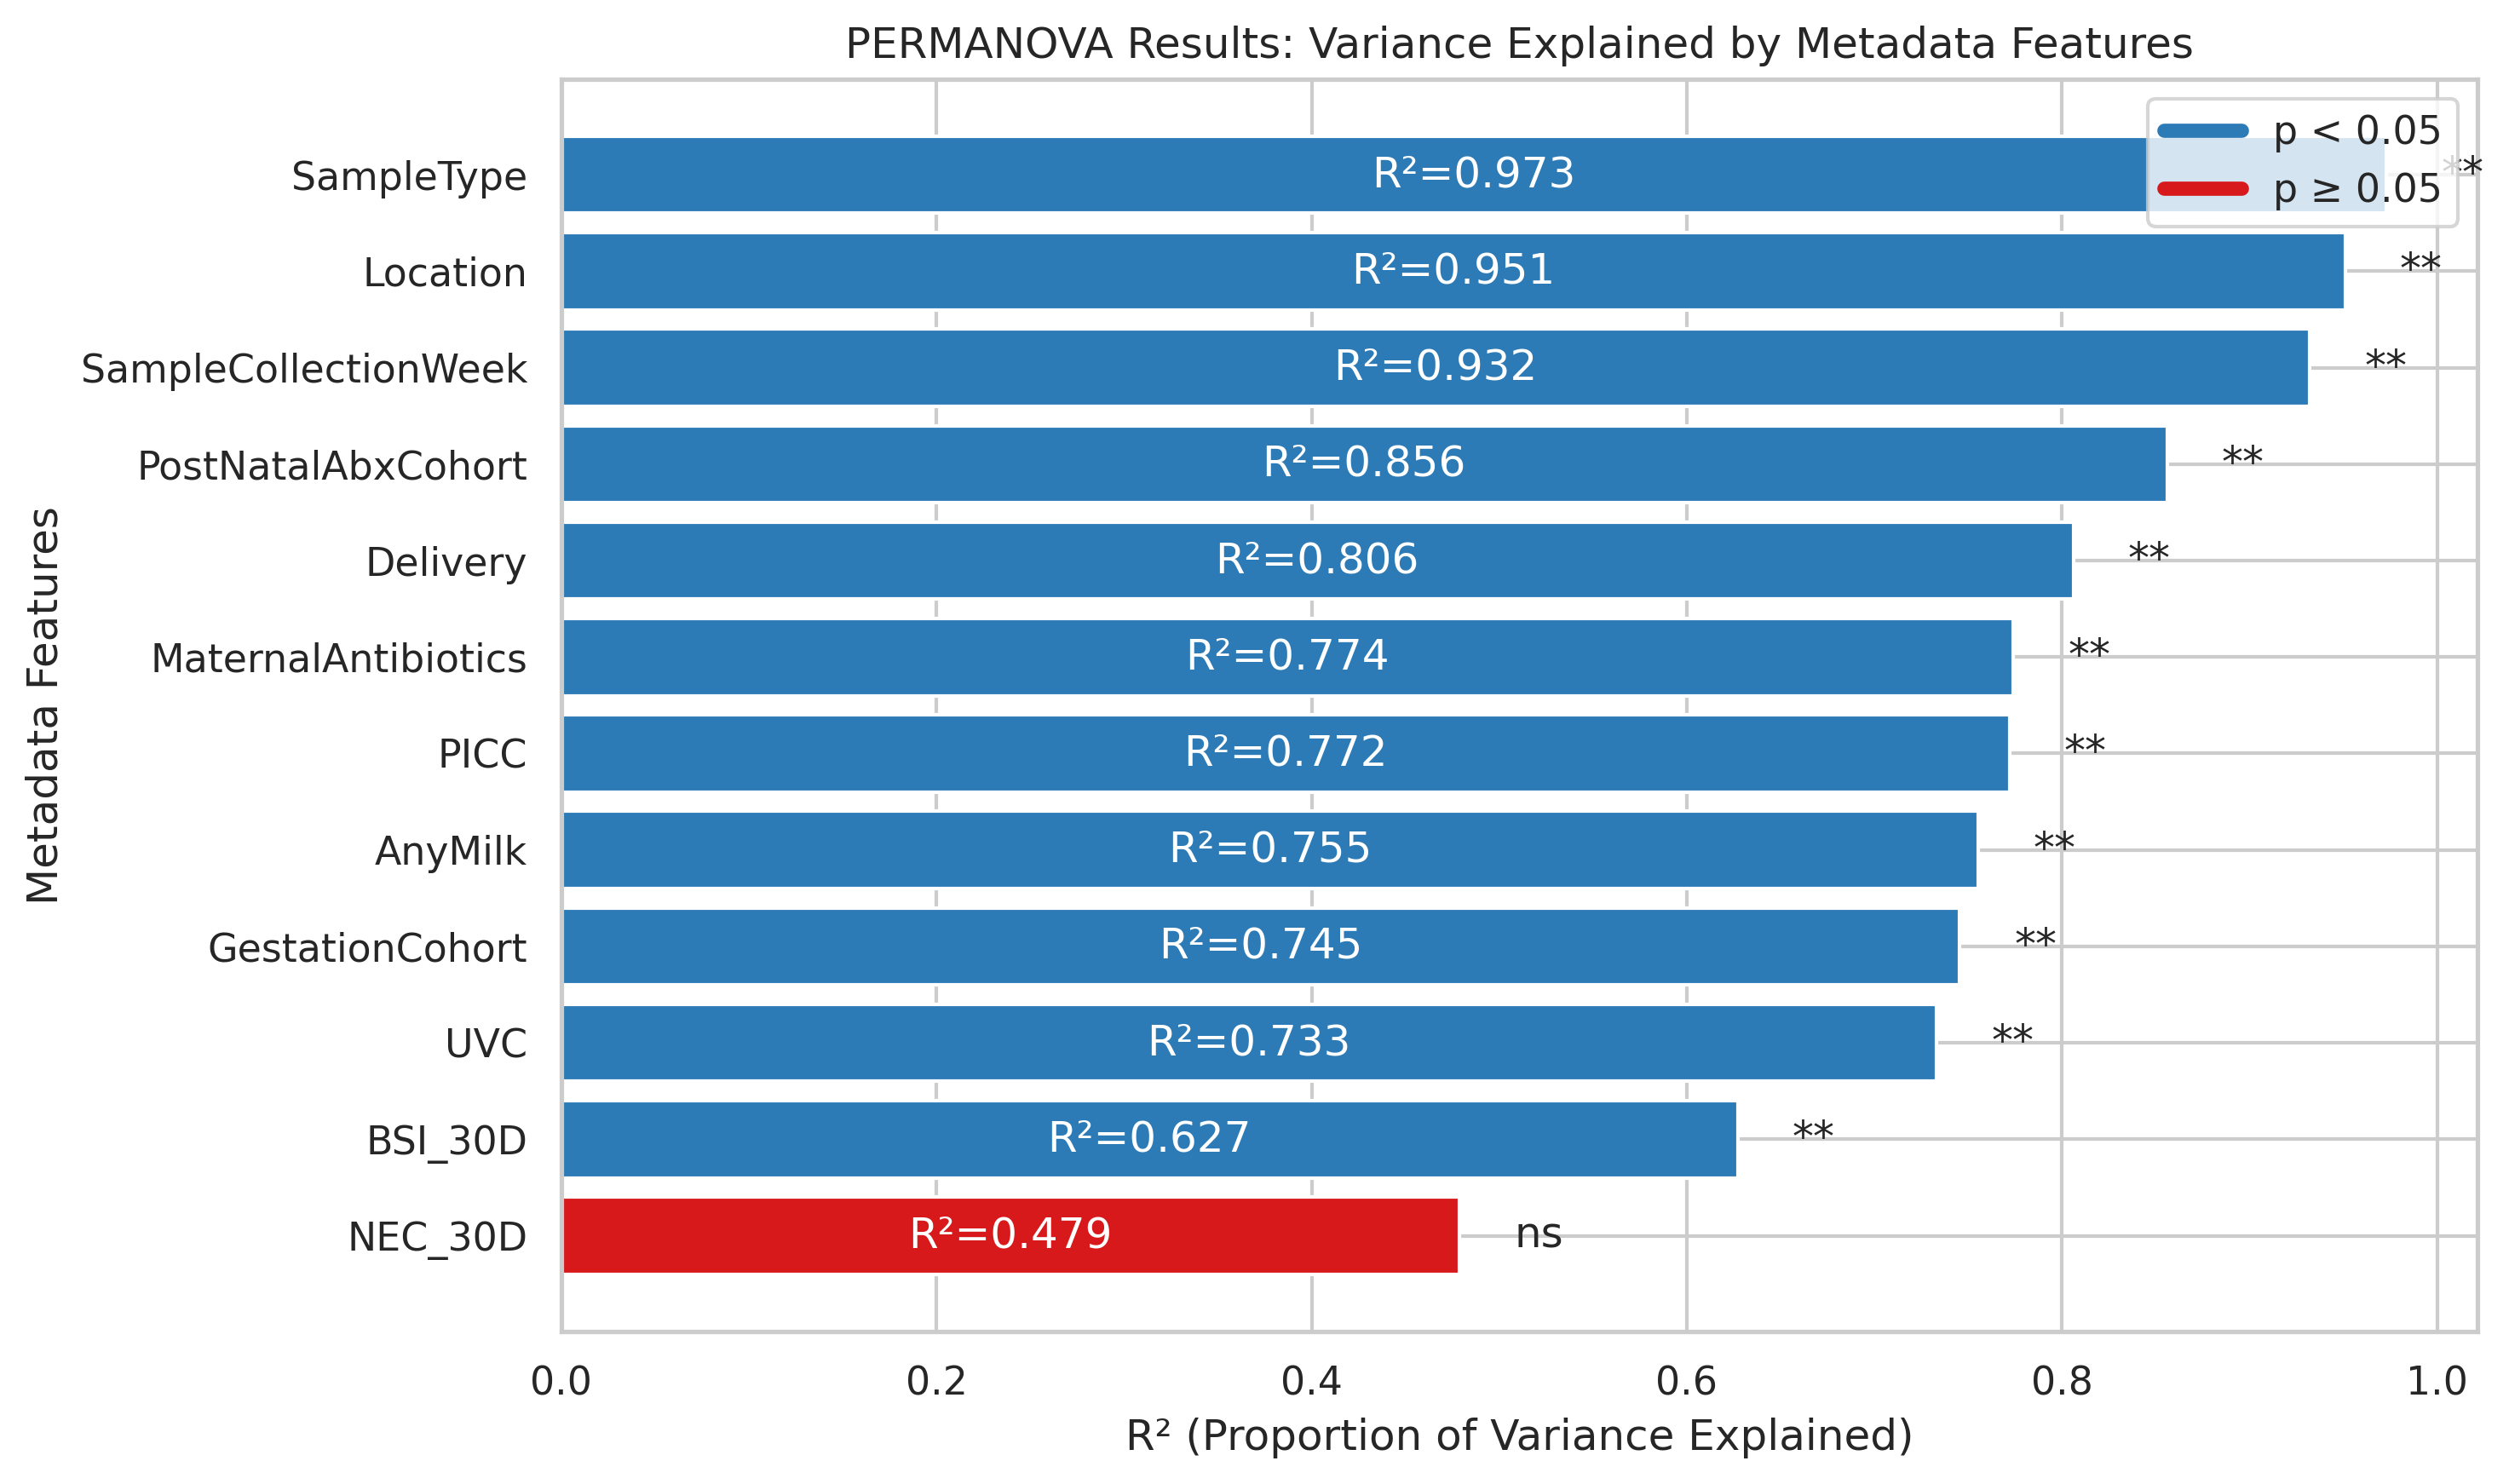 PERMANOVA Results: Variance Explained by Metadata Features
p < 0.05
p ≥ 0.05
SampleType
R²=0.973
**
Location
R²=0.951
**
SampleCollectionWeek
R²=0.932
**
PostNatalAbxCohort
R²=0.856
**
Delivery
R²=0.806
**
MaternalAntibiotics
R²=0.774
**
PICC
R²=0.772
**
AnyMilk
R²=0.755
**
GestationCohort
R²=0.745
**
UVC
R²=0.733
**
BSI_30D
R²=0.627
**
NEC_30D
R²=0.479
ns
Metadata Features
0.0 0.2 0.4 0.6 0.8 1.0
R² (Proportion of Variance Explained)